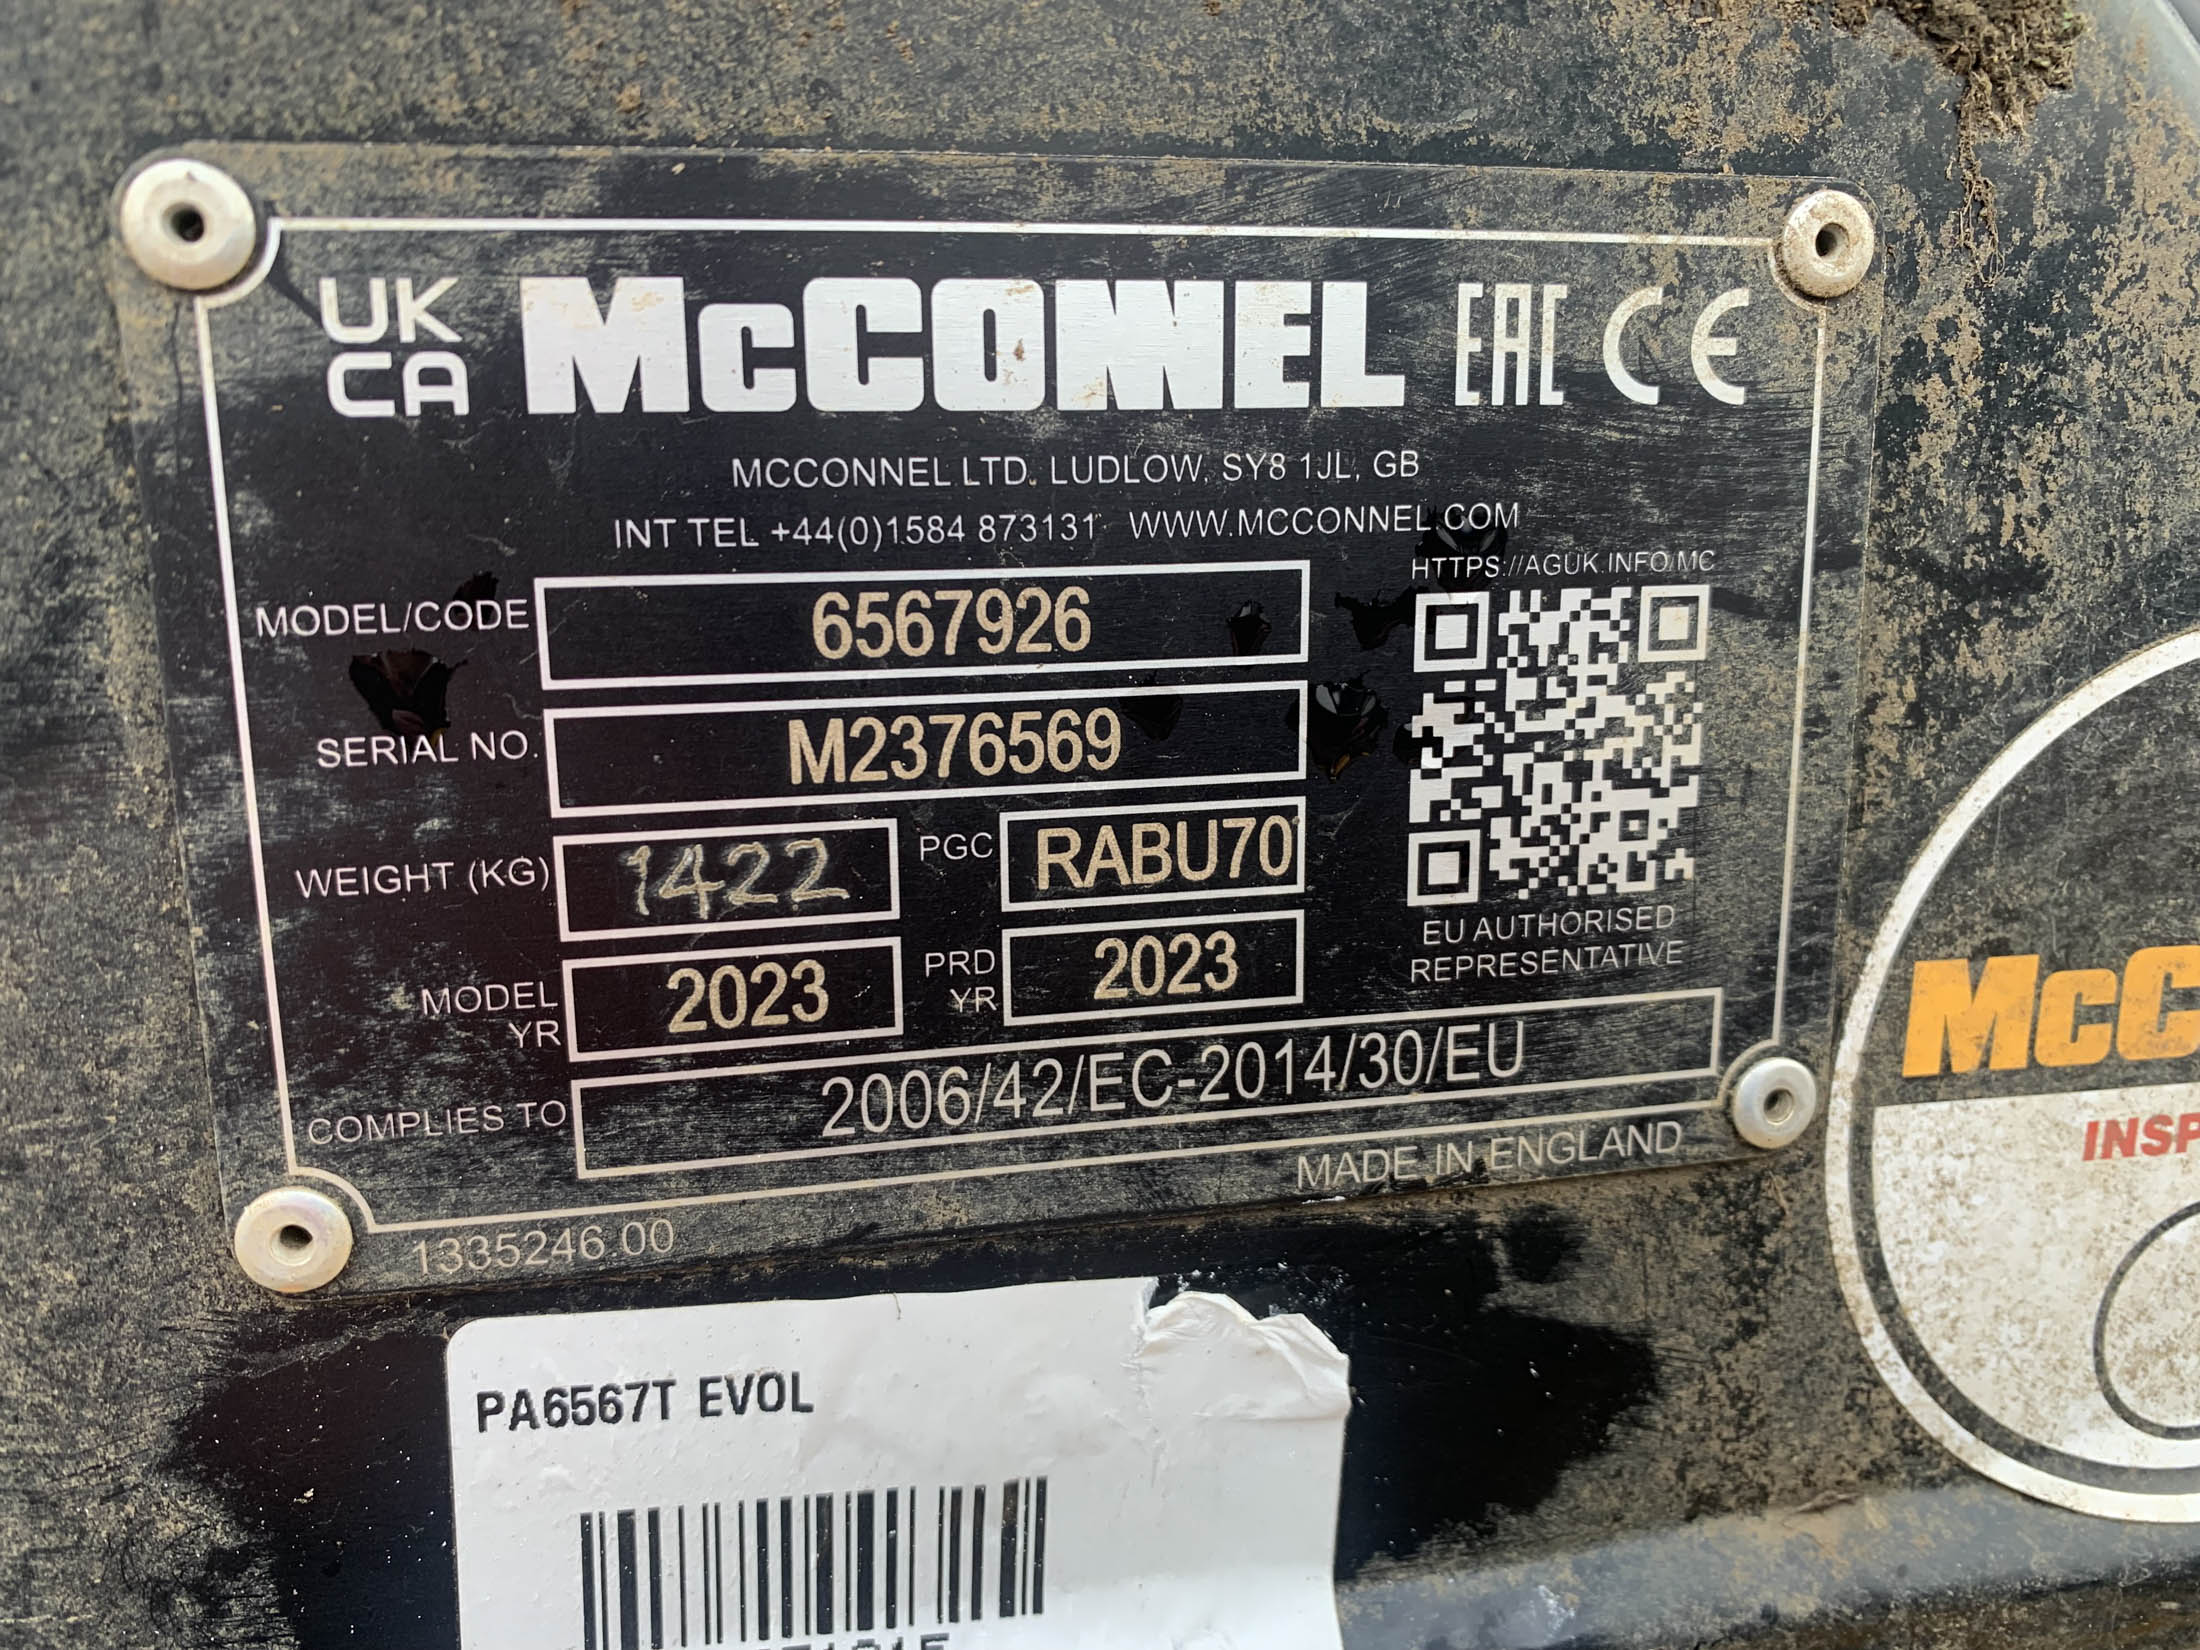 UK
CA
McCONNEL
EAC CE
MCCONNEL LTD. LUDLOW, SY8 1JL, GB
INT TEL +44(0)1584 873131 WWW.MCCONNEL.COM
HTTPS://AGUK.INFO/MC
MODEL/CODE 6567926
SERIAL NO. M2376569
WEIGHT (KG) 1422 PGC RABU70
EU AUTHORISED
REPRESENTATIVE
MODEL YR 2023 PRD YR 2023
COMPLIES TO 2006/42/EC-2014/30/EU
MADE IN ENGLAND
1335246.00
PA6567T EVOL